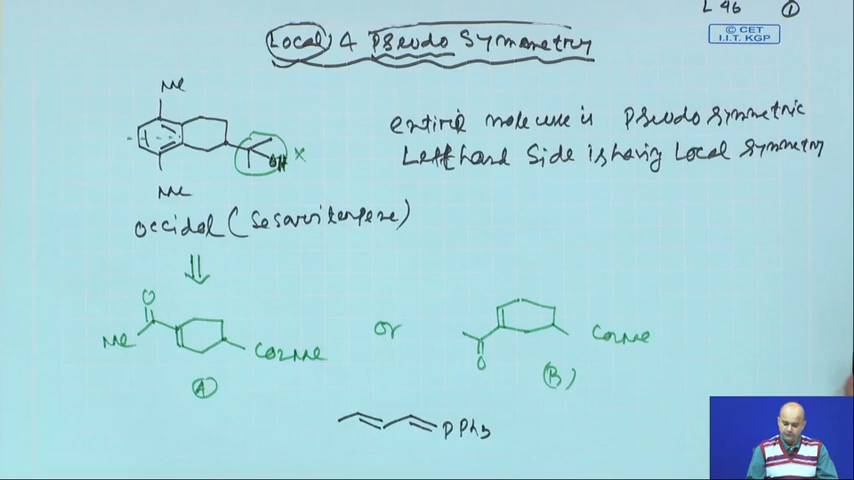 L 46 ①
© CET
I.I.T. KGP
Local & Pseudo Symmetry
Me
entire molecule is Pseudo symmetric
OH X
Left hand Side is having Local symmetry
Me
occidol (Sesquiterpene)
O
Me
CO2Me
or
CO2Me
O
A
B)
PPh3